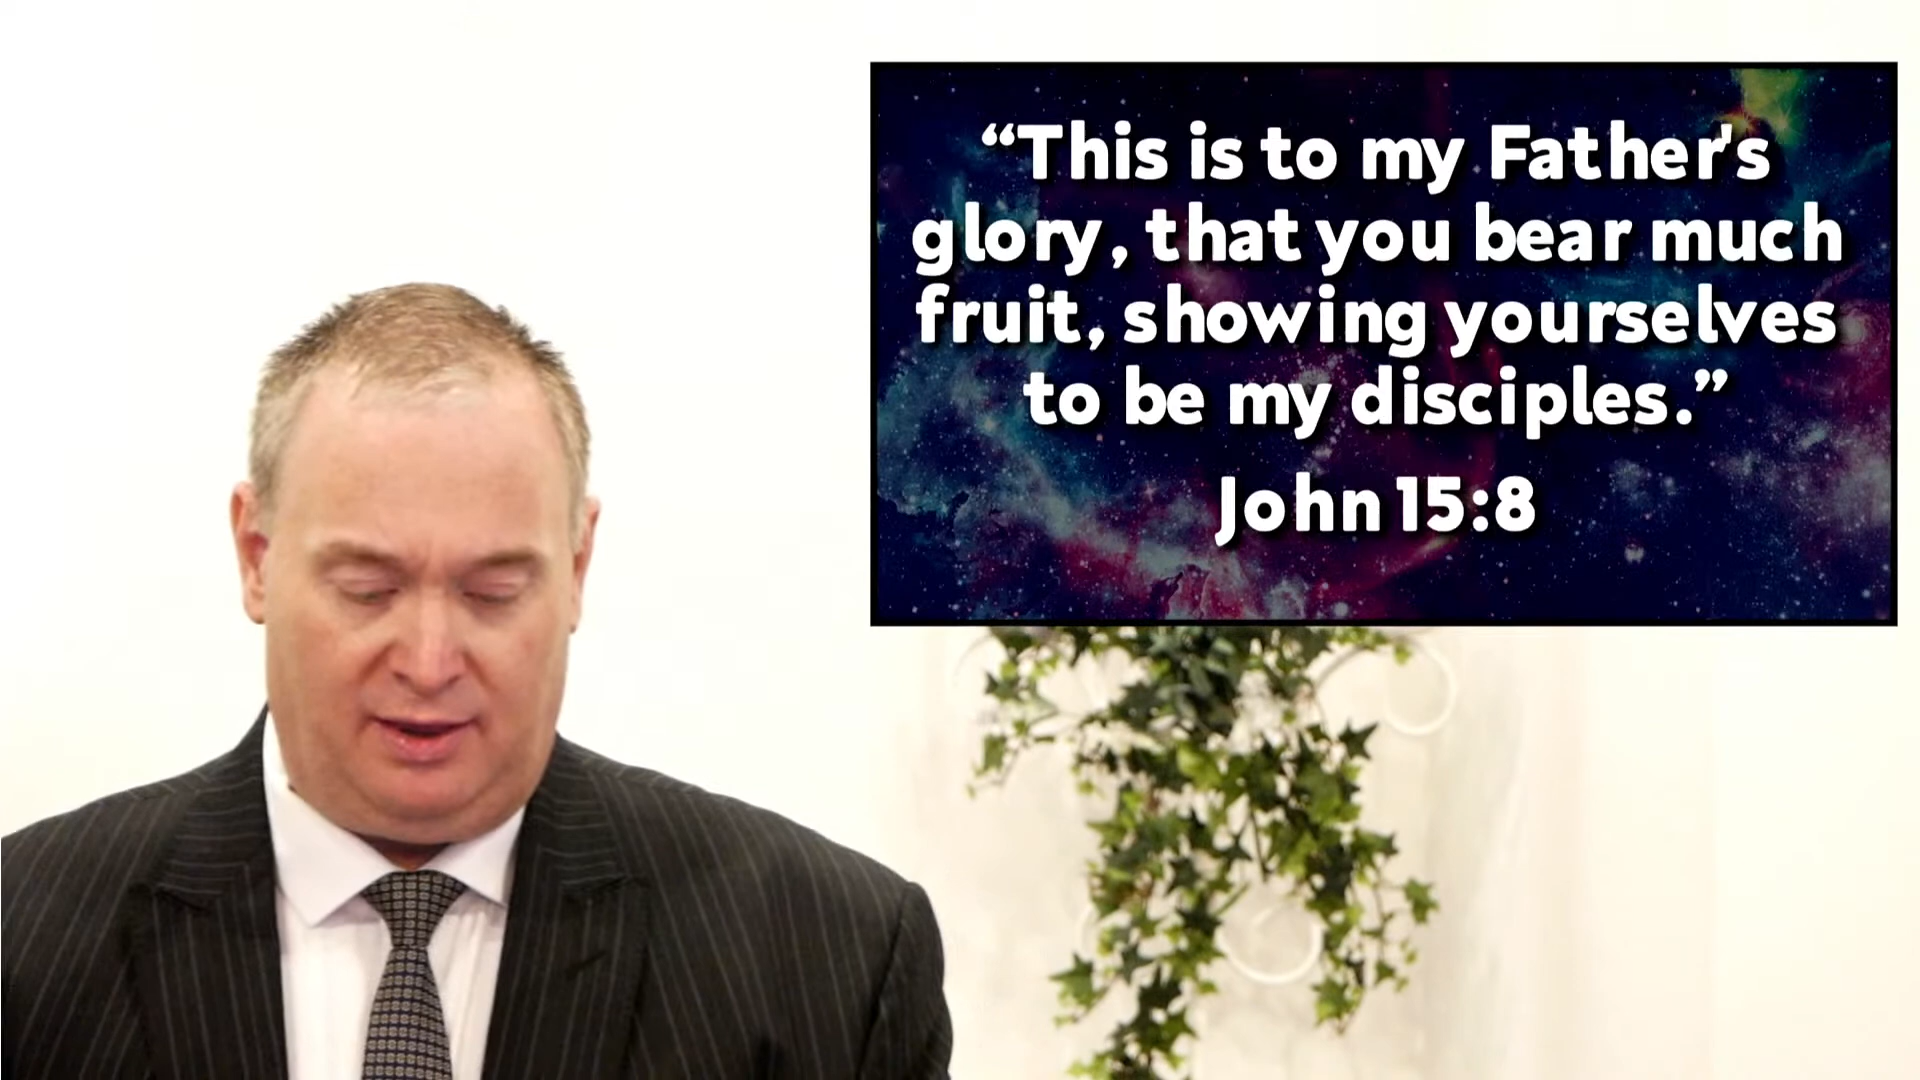 “This is to my Father's
glory, that you bear much
fruit, showing yourselves
to be my disciples.”
John 15:8